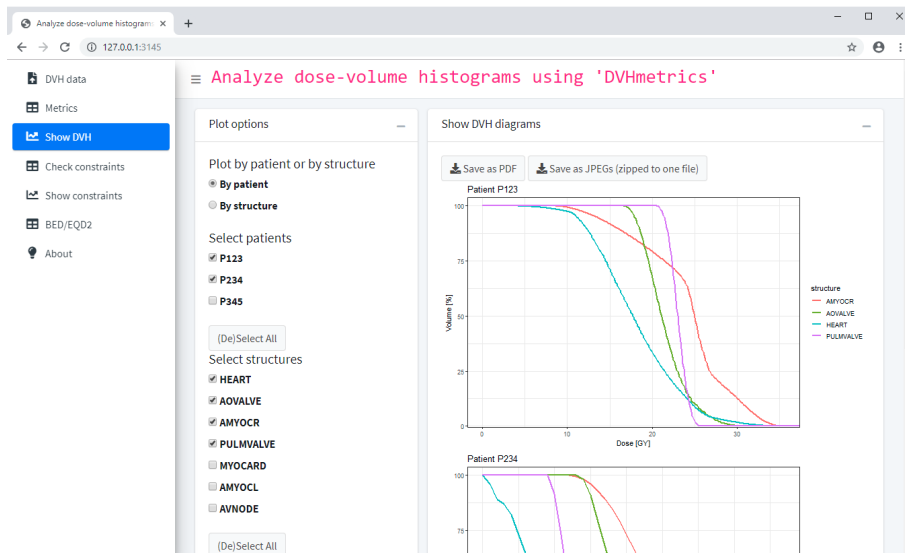 Analyze dose-volume histogram
127.0.0.1:3145
DVH data
Metrics
Show DVH
Check constraints
Show constraints
BED/EQD2
About
Analyze dose-volume histograms using 'DVHmetrics'
Plot options
Plot by patient or by structure
By patient
By structure
Select patients
P123
P234
P345
(De)Select All
Select structures
HEART
AOVALVE
AMYOCR
PULMVALVE
MYOCARD
AMYOCL
AVNODE
(De)Select All
Show DVH diagrams
Save as PDF
Save as JPEGs (zipped to one file)
Patient P123
100
75
50
25
0
Volume [%]
0 10 20 30
Dose [GY]
structure
AMYOCR
AOVALVE
HEART
PULMVALVE
Patient P234
100
75